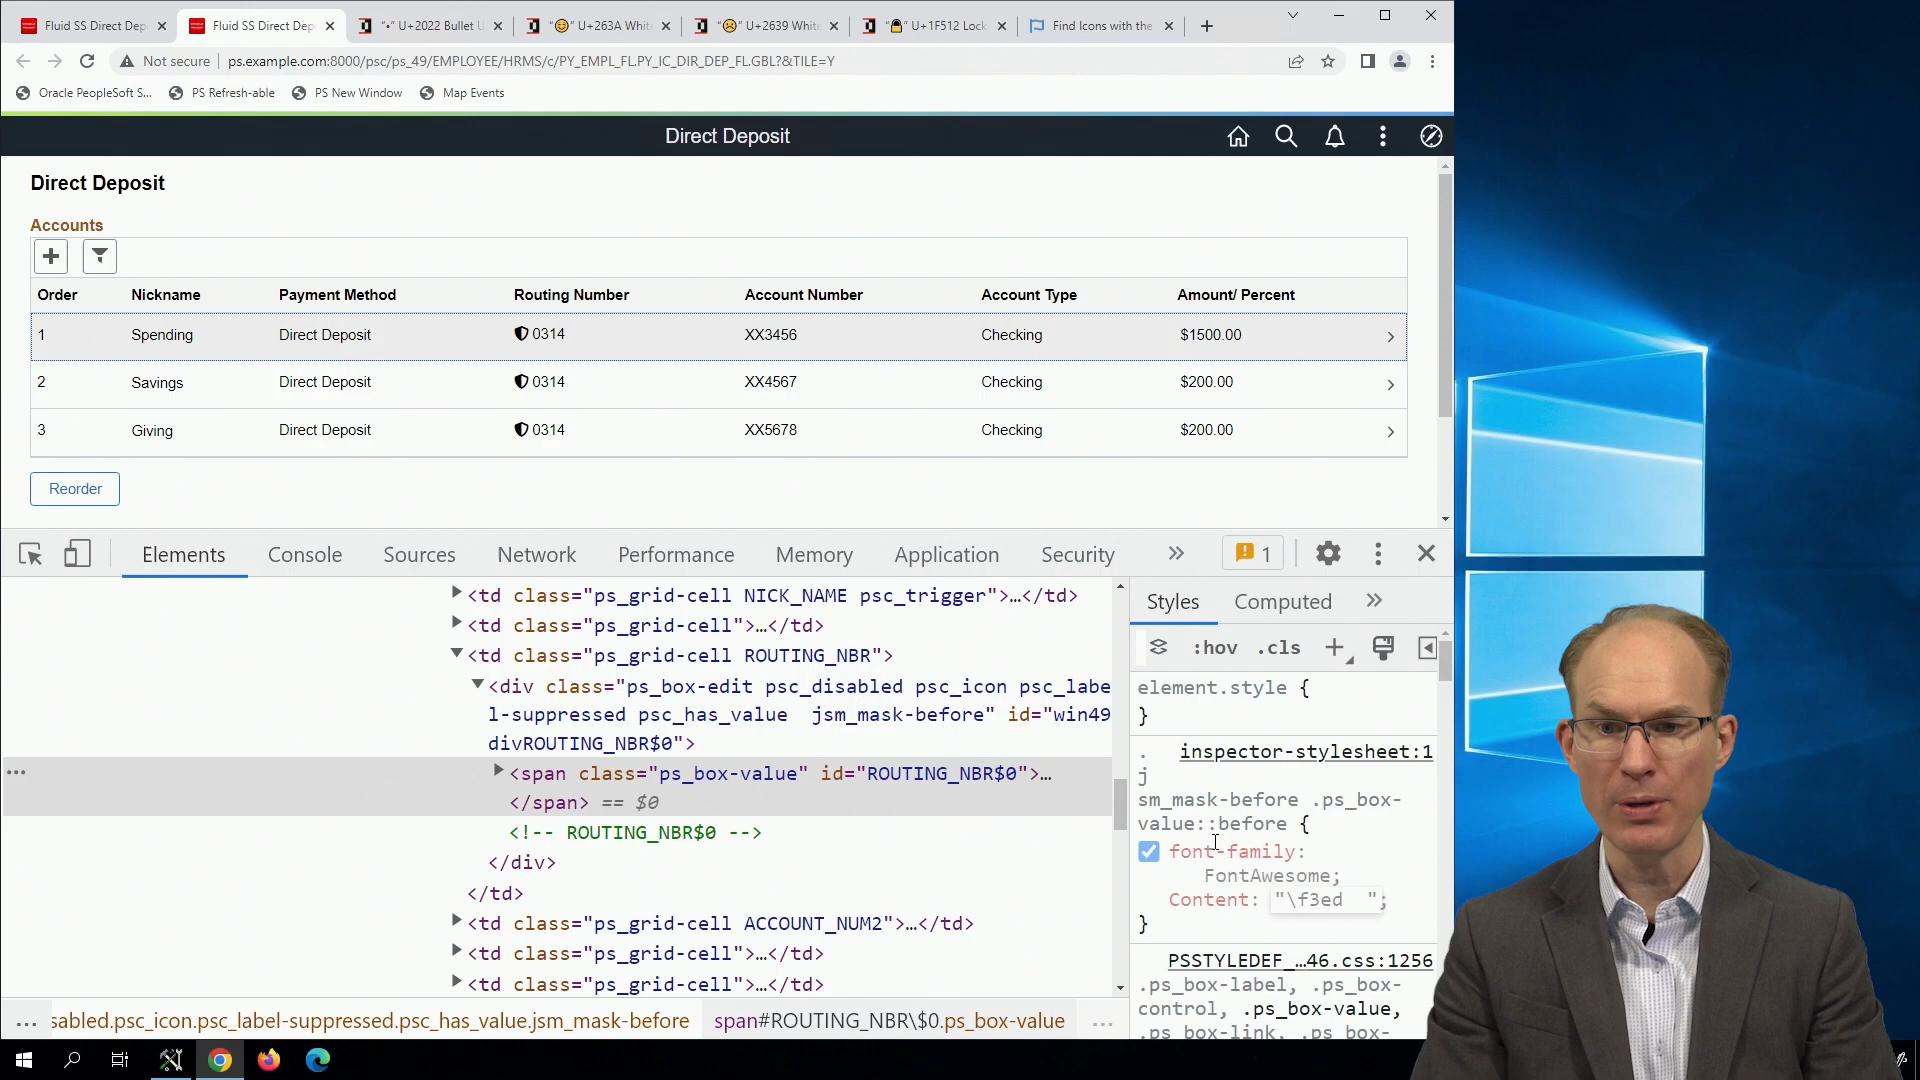 Fluid SS Direct Dep
Fluid SS Direct Dep
"•" U+2022 Bullet U
"☺" U+263A White
"☹" U+2639 White
"🔒" U+1F512 Lock
Find Icons with the
Not secure
ps.example.com:8000/psc/ps_49/EMPLOYEE/HRMS/c/PY_EMPL_FL.PY_IC_DIR_DEP_FL.GBL?&TILE=Y
Oracle PeopleSoft S...
PS Refresh-able
PS New Window
Map Events
Direct Deposit
Direct Deposit
Accounts
Order Nickname Payment Method Routing Number Account Number Account Type Amount/ Percent
1 Spending Direct Deposit 0314 XX3456 Checking $1500.00
2 Savings Direct Deposit 0314 XX4567 Checking $200.00
3 Giving Direct Deposit 0314 XX5678 Checking $200.00
Reorder
Elements Console Sources Network Performance Memory Application Security » 1
<td class="ps_grid-cell NICK_NAME psc_trigger">…</td>
<td class="ps_grid-cell">…</td>
<td class="ps_grid-cell ROUTING_NBR">
<div class="ps_box-edit psc_disabled psc_icon psc_labe
l-suppressed psc_has_value  jsm_mask-before" id="win49
divROUTING_NBR$0">
<span class="ps_box-value" id="ROUTING_NBR$0">…
</span> == $0
<!-- ROUTING_NBR$0 -->
</div>
</td>
<td class="ps_grid-cell ACCOUNT_NUM2">…</td>
<td class="ps_grid-cell">…</td>
<td class="ps_grid-cell">…</td>
... sabled.psc_icon.psc_label-suppressed.psc_has_value.jsm_mask-before span#ROUTING_NBR\$0.ps_box-value ...
Styles Computed »
:hov .cls +
element.style {
}
. inspector-stylesheet:1
j
sm_mask-before .ps_box-
value::before {
font-family:
FontAwesome;
Content: "\f3ed  ";
}
PSSTYLEDEF_…46.css:1256
.ps_box-label, .ps_box-
control, .ps_box-value,
.ps_box-link, .ps_box-